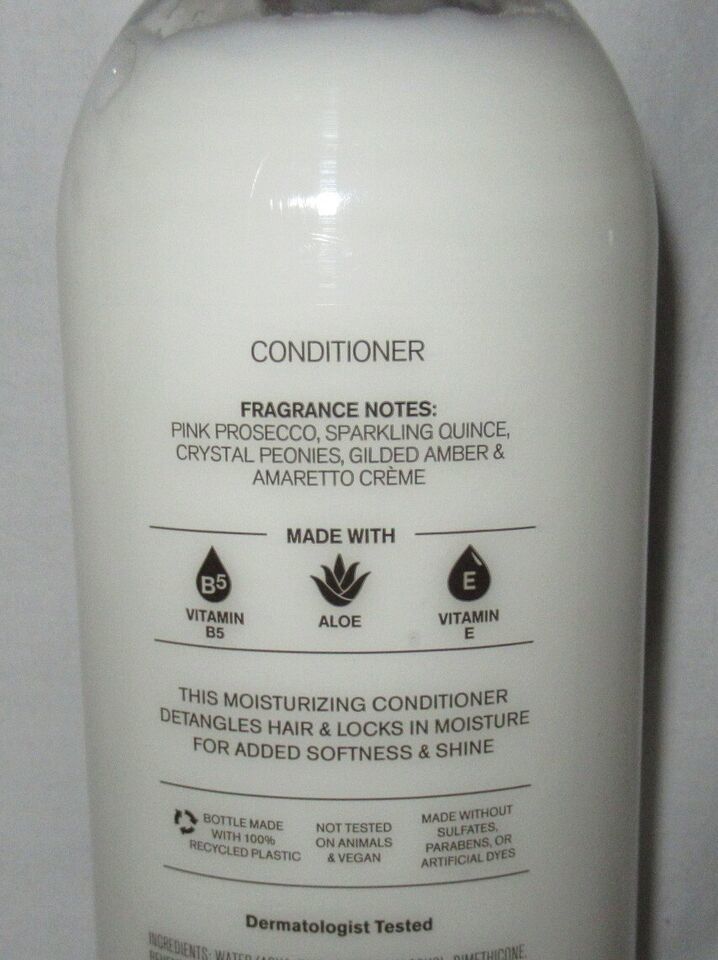 CONDITIONER
FRAGRANCE NOTES:
PINK PROSECCO, SPARKLING QUINCE,
CRYSTAL PEONIES, GILDED AMBER &
AMARETTO CRÈME
MADE WITH
B5
E
VITAMIN
B5
ALOE
VITAMIN
E
THIS MOISTURIZING CONDITIONER
DETANGLES HAIR & LOCKS IN MOISTURE
FOR ADDED SOFTNESS & SHINE
BOTTLE MADE
WITH 100%
RECYCLED PLASTIC
NOT TESTED
ON ANIMALS
& VEGAN
MADE WITHOUT
SULFATES,
PARABENS, OR
ARTIFICIAL DYES
Dermatologist Tested
INGREDIENTS: WATER DIMETHICONE,